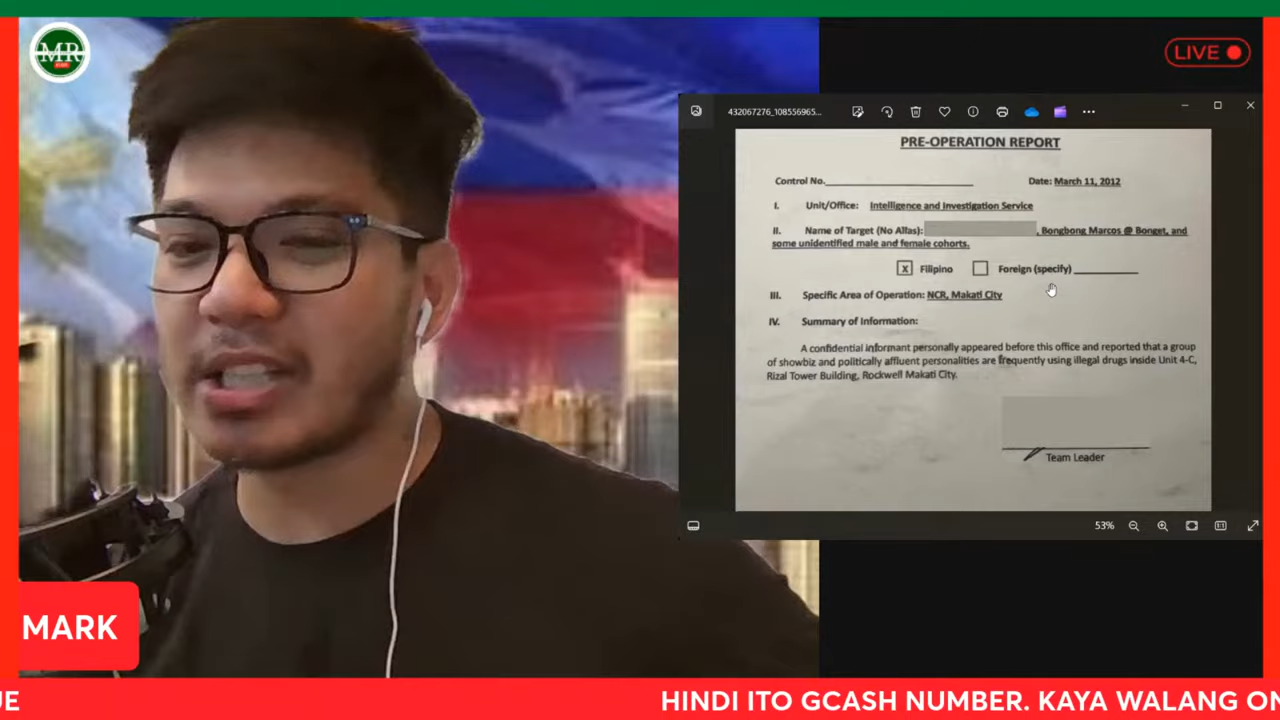 MR
LIVE
432067276_108556965...
PRE-OPERATION REPORT
Control No.
Date: March 11, 2012
I. Unit/Office: Intelligence and Investigation Service
II. Name of Target (No Alias): , Bongbong Marcos @ Bonget, and
some unidentified male and female cohorts.
X Filipino Foreign (specify)
III. Specific Area of Operation: NCR, Makati City
IV. Summary of Information:
A confidential informant personally appeared before this office and reported that a group
of showbiz and politically affluent personalities are frequently using illegal drugs inside Unit 4-C,
Rizal Tower Building, Rockwell Makati City.
Team Leader
53%
MARK
UE HINDI ITO GCASH NUMBER. KAYA WALANG ON